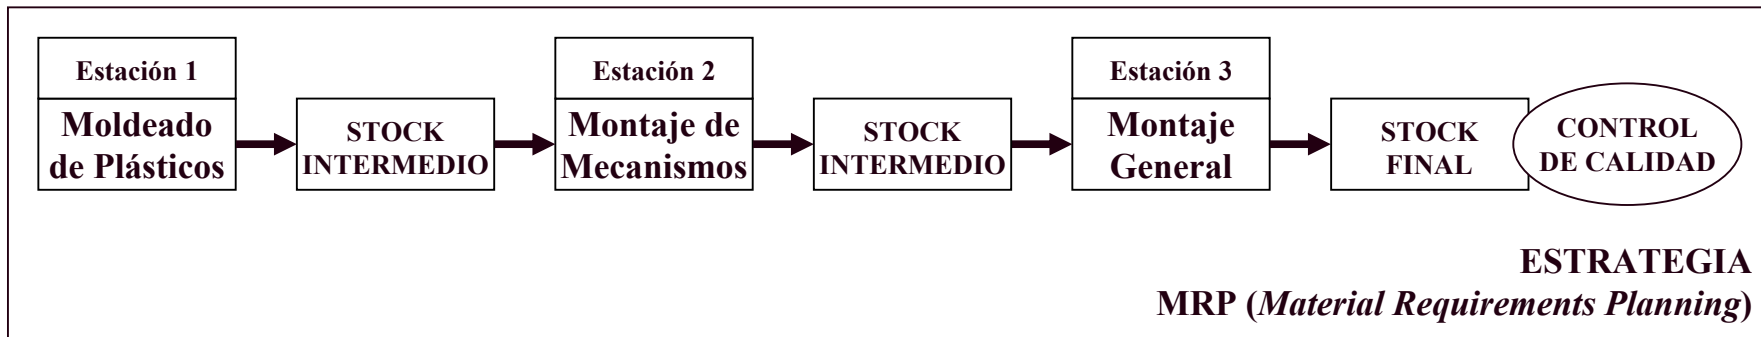 Estación 1
Moldeado
de Plásticos
STOCK
INTERMEDIO
Estación 2
Montaje de
Mecanismos
STOCK
INTERMEDIO
Estación 3
Montaje
General
STOCK
FINAL
CONTROL
DE CALIDAD
ESTRATEGIA
MRP (Material Requirements Planning)